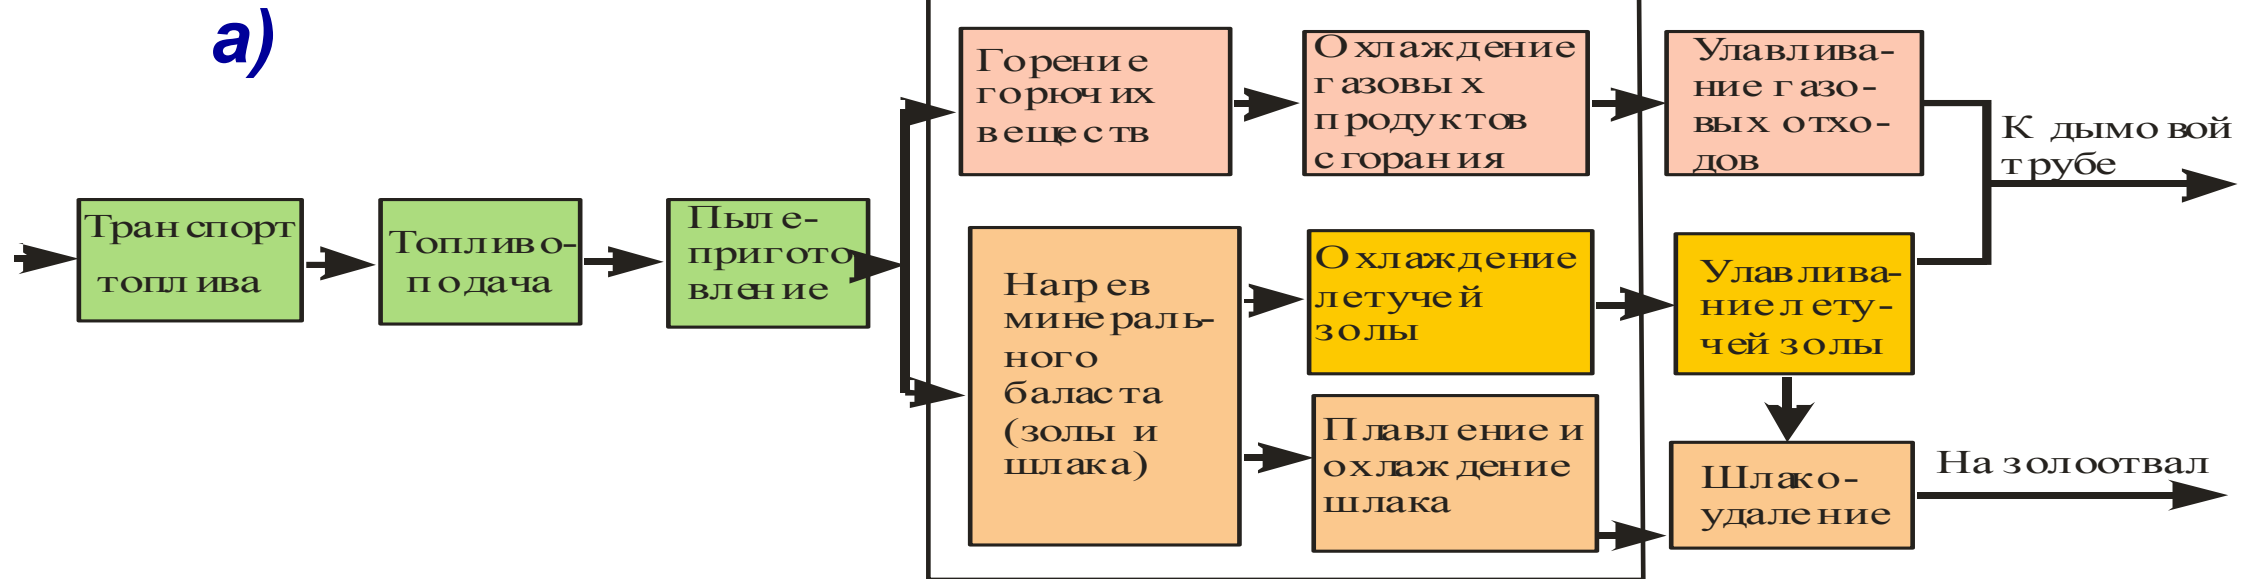 а)
Транспорт
топлива
Топливо-
подача
Пыле-
пригото
вление
Горение
горючих
веществ
Охлаждение
газовых
продуктов
сгорания
Улавлива-
ние газо-
вых отхо-
дов
К дымовой
трубе
Нагрев
минераль-
ного
баласта
(золы и
шлака)
Охлаждение
летучей
золы
Улавлива-
ние лету-
чей золы
Плавление и
охлаждение
шлака
Шлако-
удаление
На золоотвал